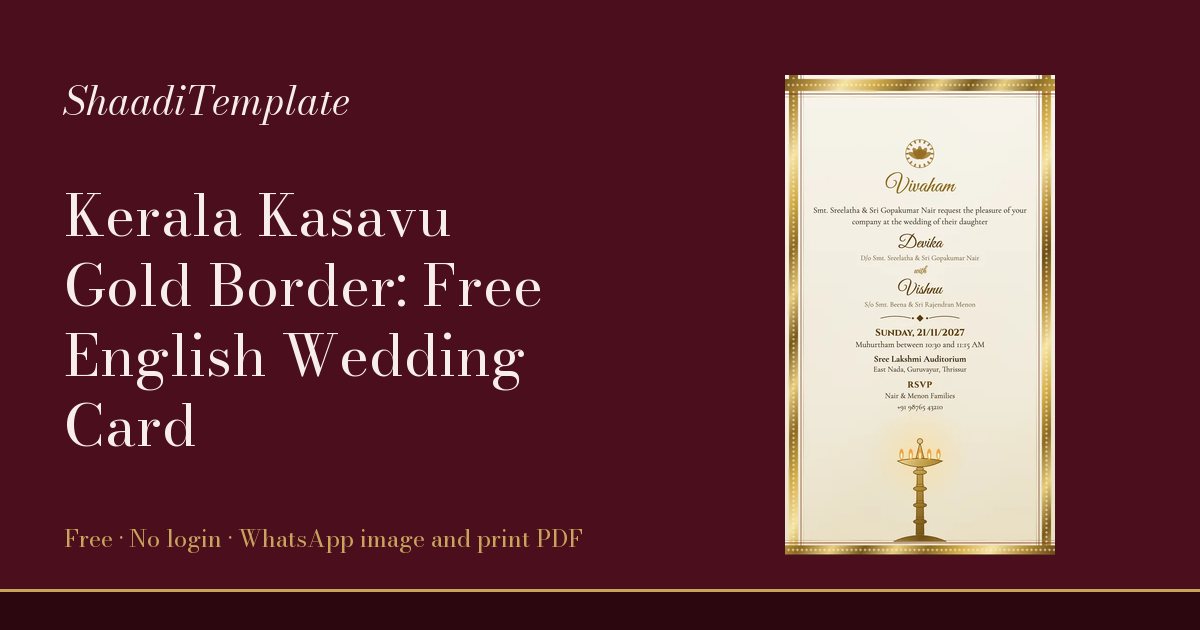 ShaadiTemplate
Kerala Kasavu
Gold Border: Free
English Wedding
Card
Free · No login · WhatsApp image and print PDF
Vivaham
Smt. Sreelatha & Sri Gopakumar Nair request the pleasure of your
company at the wedding of their daughter
Devika
D/o Smt. Sreelatha & Sri Gopakumar Nair
with
Vishnu
S/o Smt. Beena & Sri Rajendran Menon
Sunday, 21/11/2027
Muhurtham between 10:30 and 11:15 AM
Sree Lakshmi Auditorium
East Nada, Guruvayur, Thrissur
RSVP
Nair & Menon Families
+91 98765 43210